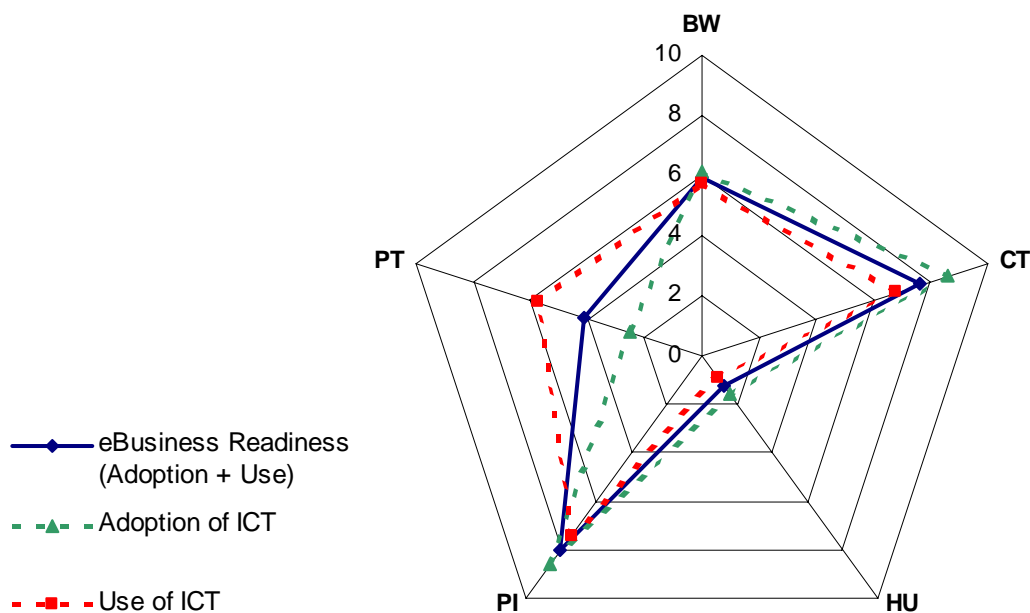 BW
10
8
6
4
2
0
PT
CT
PI
HU
eBusiness Readiness
(Adoption + Use)
Adoption of ICT
Use of ICT